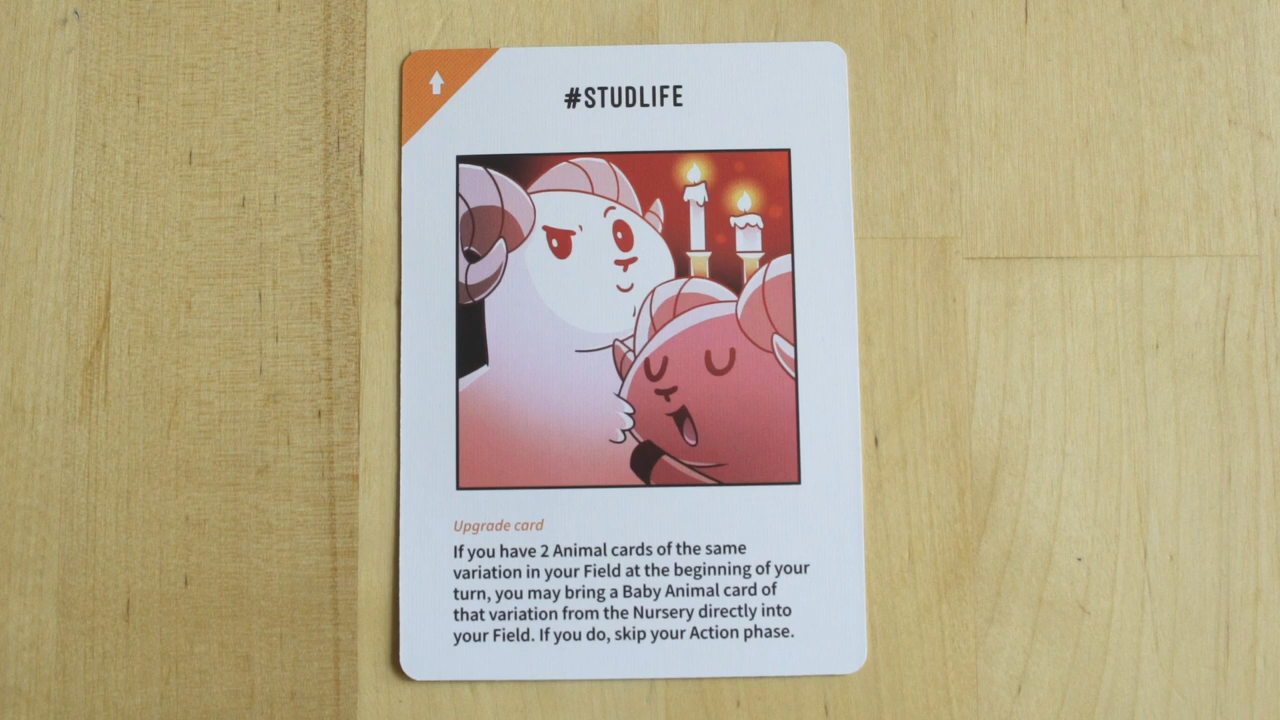 #STUDLIFE
Upgrade card
If you have 2 Animal cards of the same
variation in your Field at the beginning of your
turn, you may bring a Baby Animal card of
that variation from the Nursery directly into
your Field. If you do, skip your Action phase.